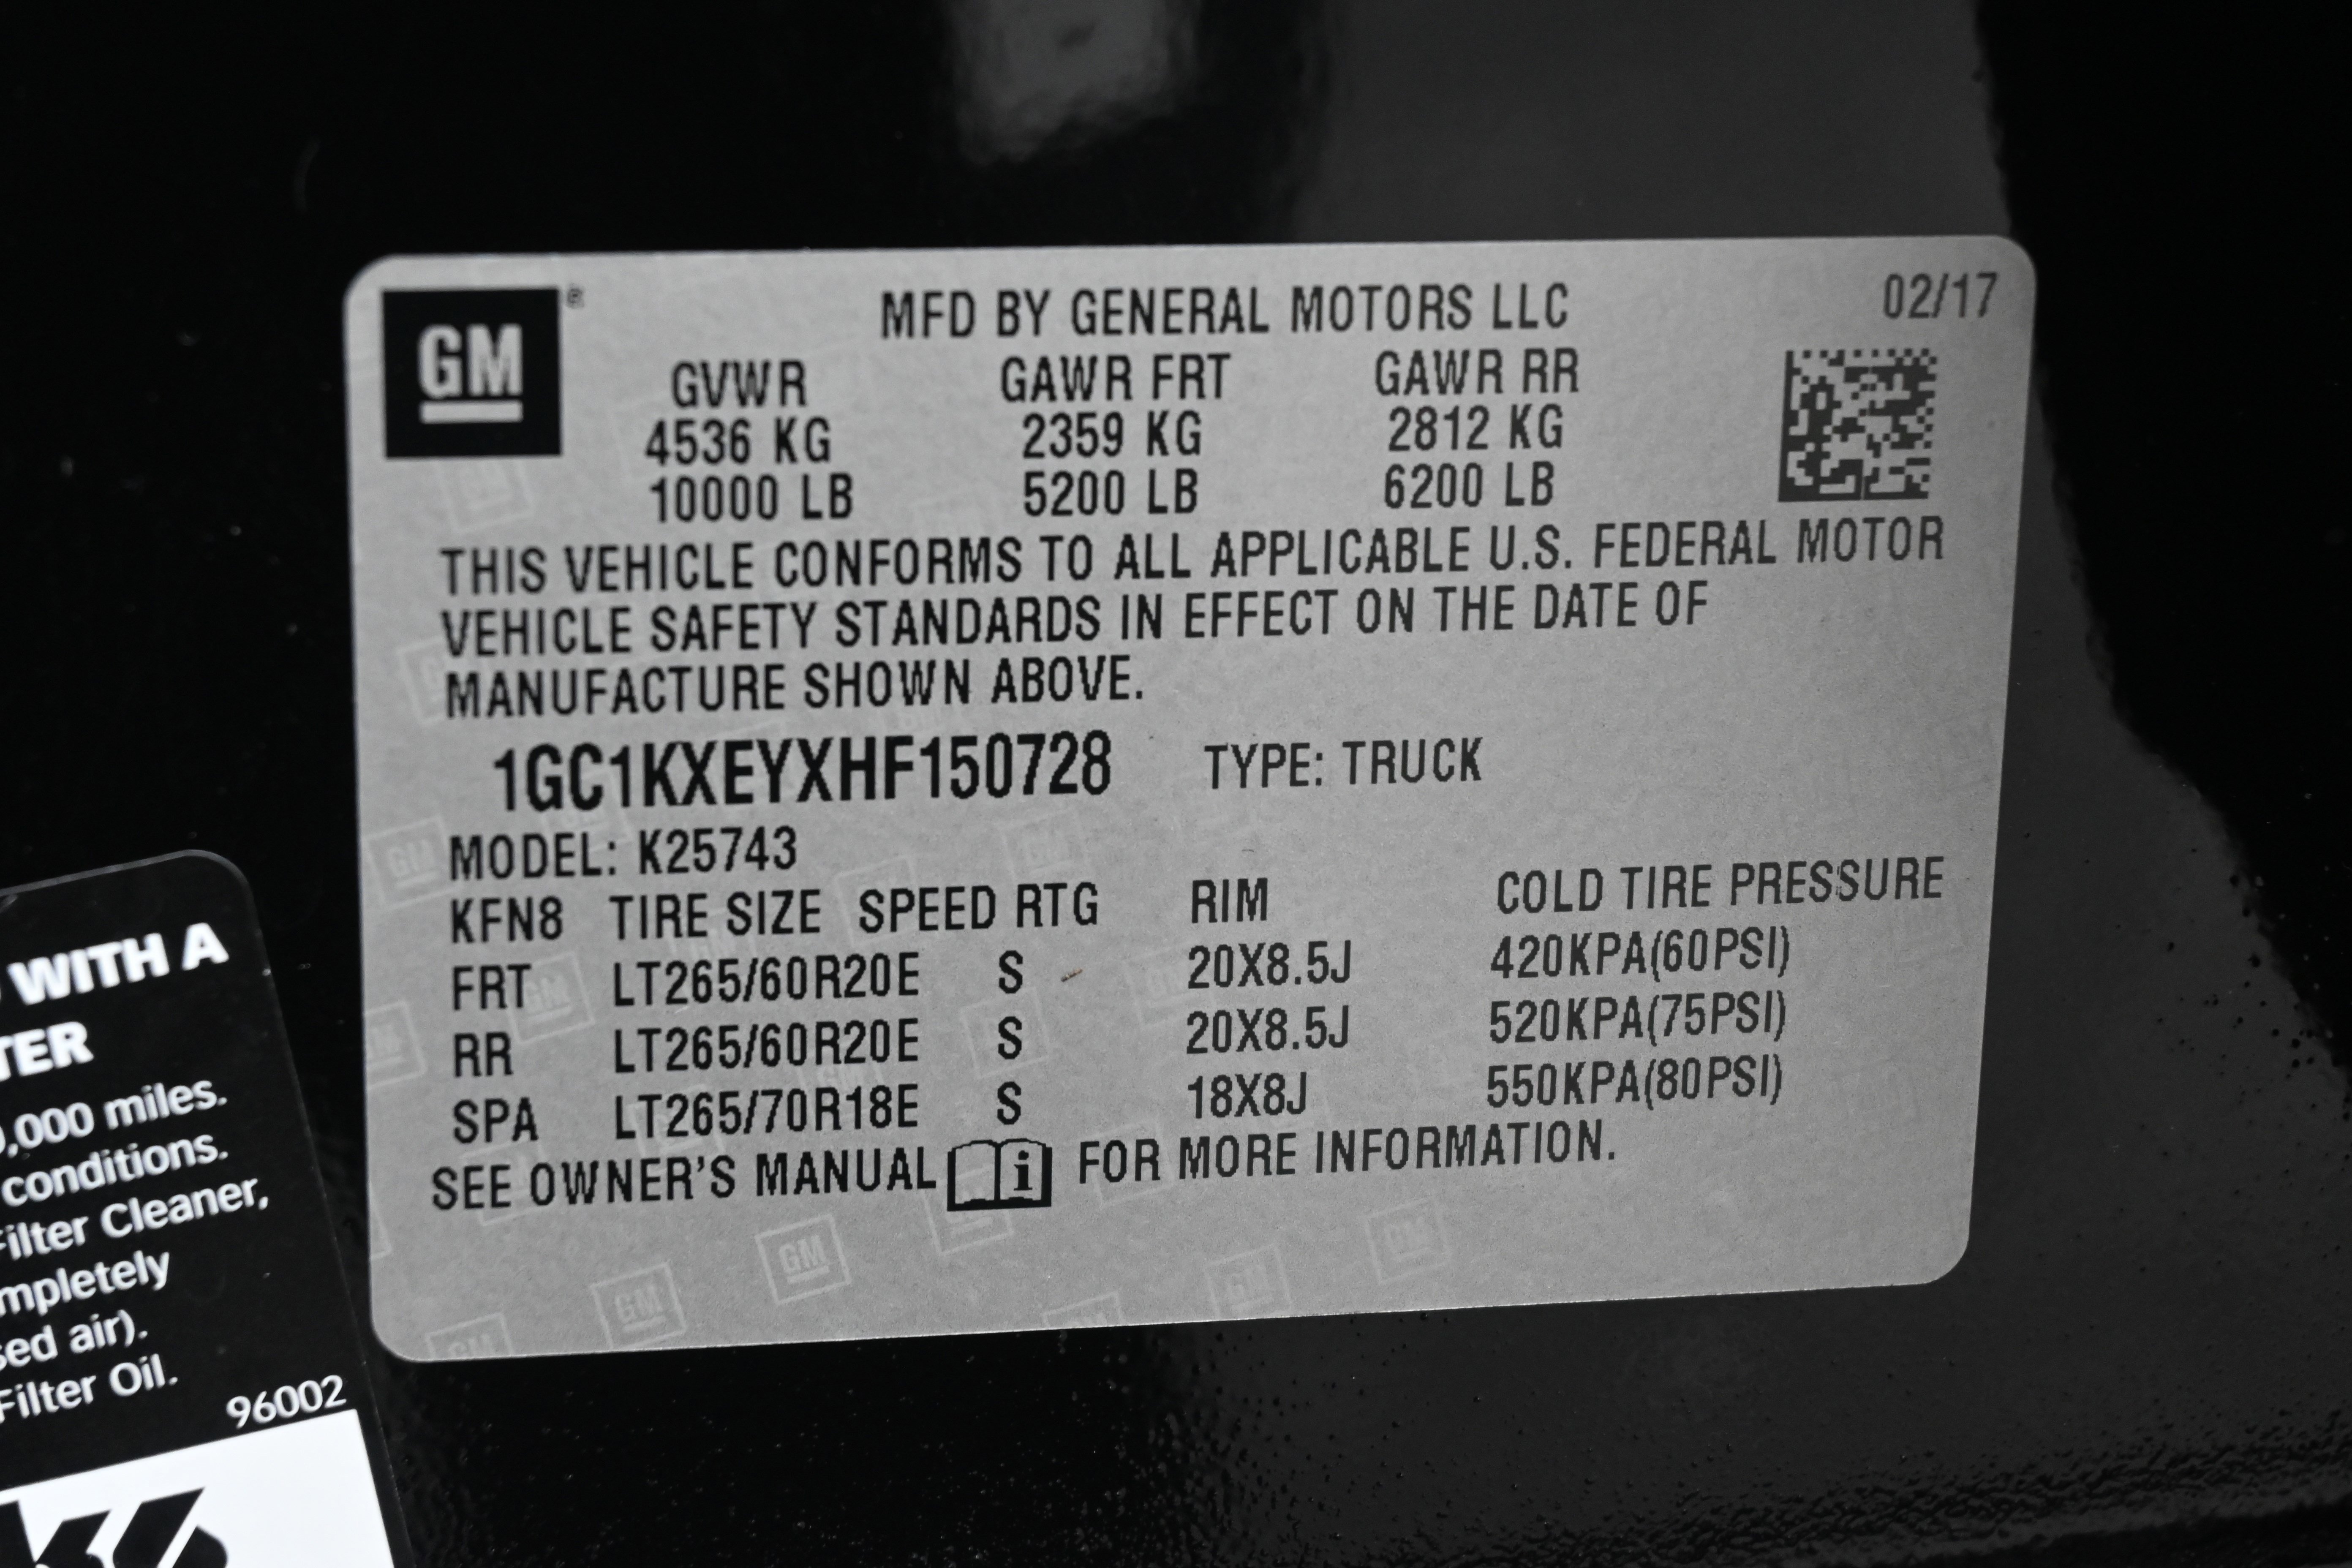 GM
MFD BY GENERAL MOTORS LLC 02/17
GVWR GAWR FRT GAWR RR
4536 KG 2359 KG 2812 KG
10000 LB 5200 LB 6200 LB
THIS VEHICLE CONFORMS TO ALL APPLICABLE U.S. FEDERAL MOTOR
VEHICLE SAFETY STANDARDS IN EFFECT ON THE DATE OF
MANUFACTURE SHOWN ABOVE.
1GC1KXEYXHF150728 TYPE: TRUCK
MODEL: K25743
KFN8 TIRE SIZE SPEED RTG RIM COLD TIRE PRESSURE
FRT LT265/60R20E S 20X8.5J 420KPA(60PSI)
RR LT265/60R20E S 20X8.5J 520KPA(75PSI)
SPA LT265/70R18E S 18X8J 550KPA(80PSI)
SEE OWNER'S MANUAL i FOR MORE INFORMATION.
WITH A
TER
0,000 miles.
conditions.
Filter Cleaner,
mpletely
sed air).
Filter Oil.
96002